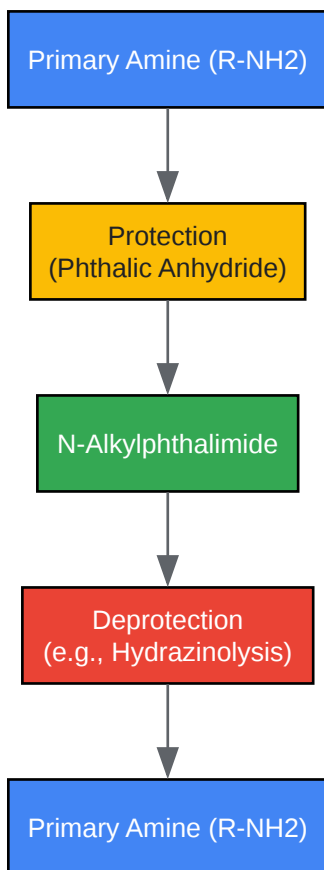 Primary Amine (R-NH2)
Protection
(Phthalic Anhydride)
N-Alkylphthalimide
Deprotection
(e.g., Hydrazinolysis)
Primary Amine (R-NH2)